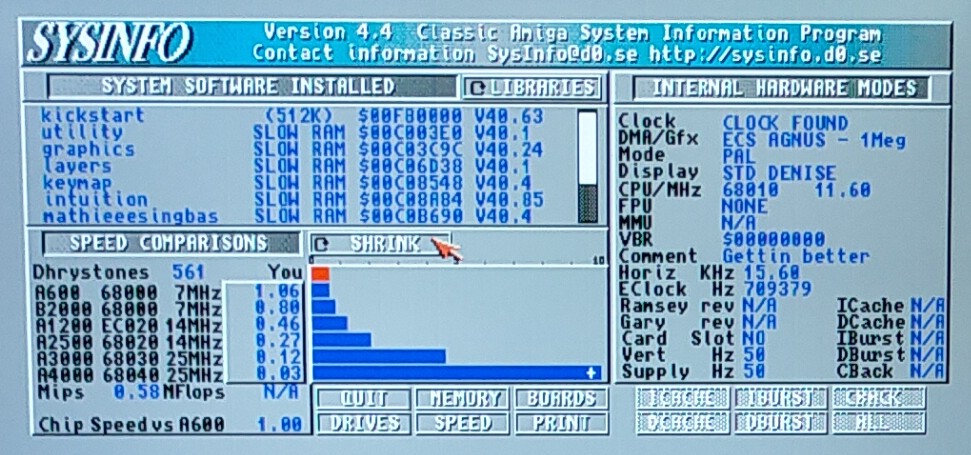 SYSINFO
Version 4.4 Classic Amiga System Information Program
Contact information SysInfo@d0.se http://sysinfo.d0.se
SYSTEM SOFTWARE INSTALLED
LIBRARIES
kickstart (512K) $00F80000 V40.63
utility SLOW RAM $00C003E0 V40.1
graphics SLOW RAM $00C03C9C V40.24
layers SLOW RAM $00C06D38 V40.1
keymap SLOW RAM $00C08548 V40.4
intuition SLOW RAM $00C08A84 V40.85
mathieeesingbas SLOW RAM $00C0B690 V40.4
INTERNAL HARDWARE MODES
Clock CLOCK FOUND
DMA/Gfx ECS AGNUS - 1Meg
Mode PAL
Display STD DENISE
CPU/MHz 68010 11.60
FPU NONE
MMU N/A
VBR $00000000
Comment Gettin better
Horiz KHz 15.60
EClock Hz 709379
Ramsey rev N/A ICache N/A
Gary rev N/A DCache N/A
Card Slot NO IBurst N/A
Vert Hz 50 DBurst N/A
Supply Hz 50 CBack N/A
SPEED COMPARISONS
SHRINK
10
Dhrystones 561 You
A600 68000 7MHz 1.06
B2000 68000 7MHz 0.80
A1200 EC020 14MHz 0.46
A2500 68020 14MHz 0.27
A3000 68030 25MHz 0.12
A4000 68040 25MHz 0.03
Mips 0.58 MFlops N/A
Chip Speed vs A600 1.00
QUIT MEMORY BOARDS
DRIVES SPEED PRINT
ICACHE IBURST CBACK
DCACHE DBURST ALL